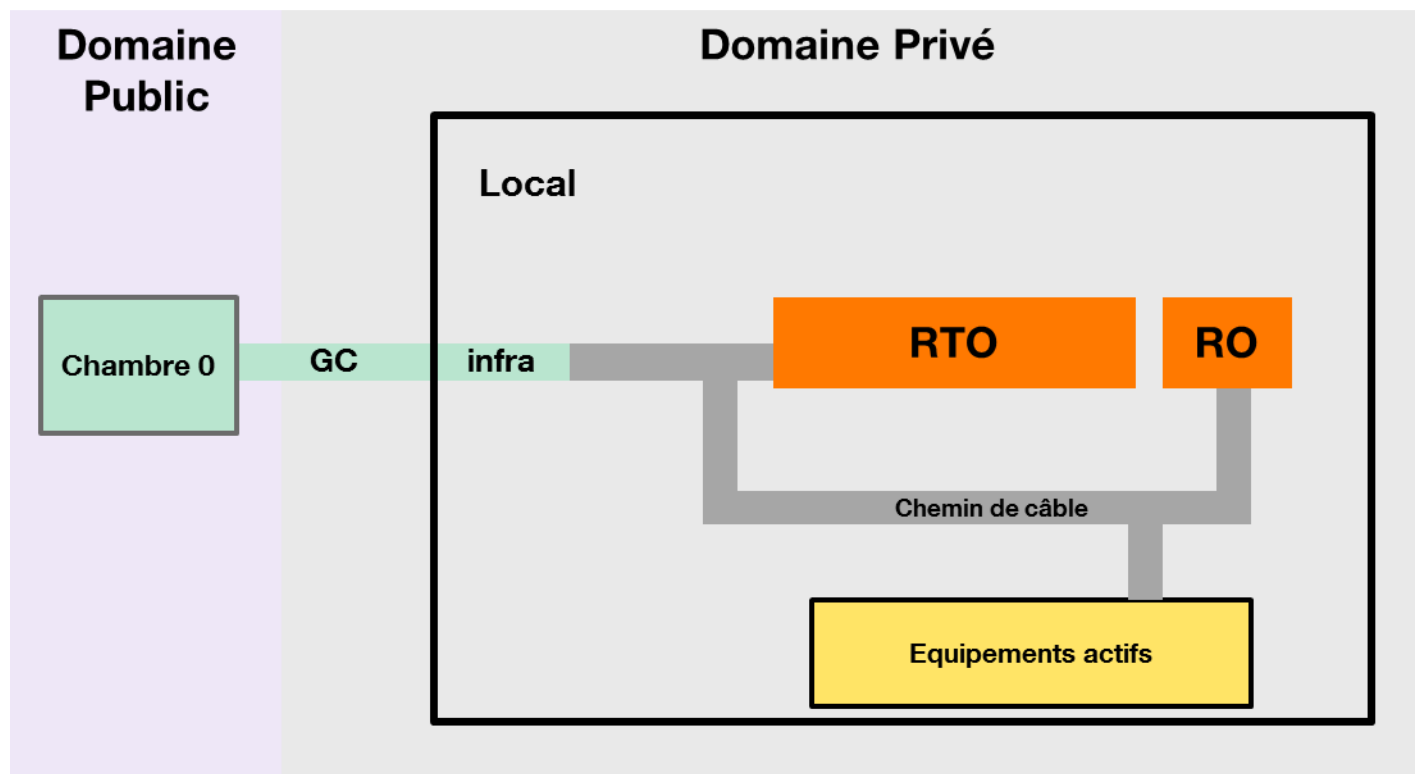 Domaine
Public
Domaine Privé
Local
Chambre 0
GC
infra
RTO
RO
Chemin de câble
Equipements actifs